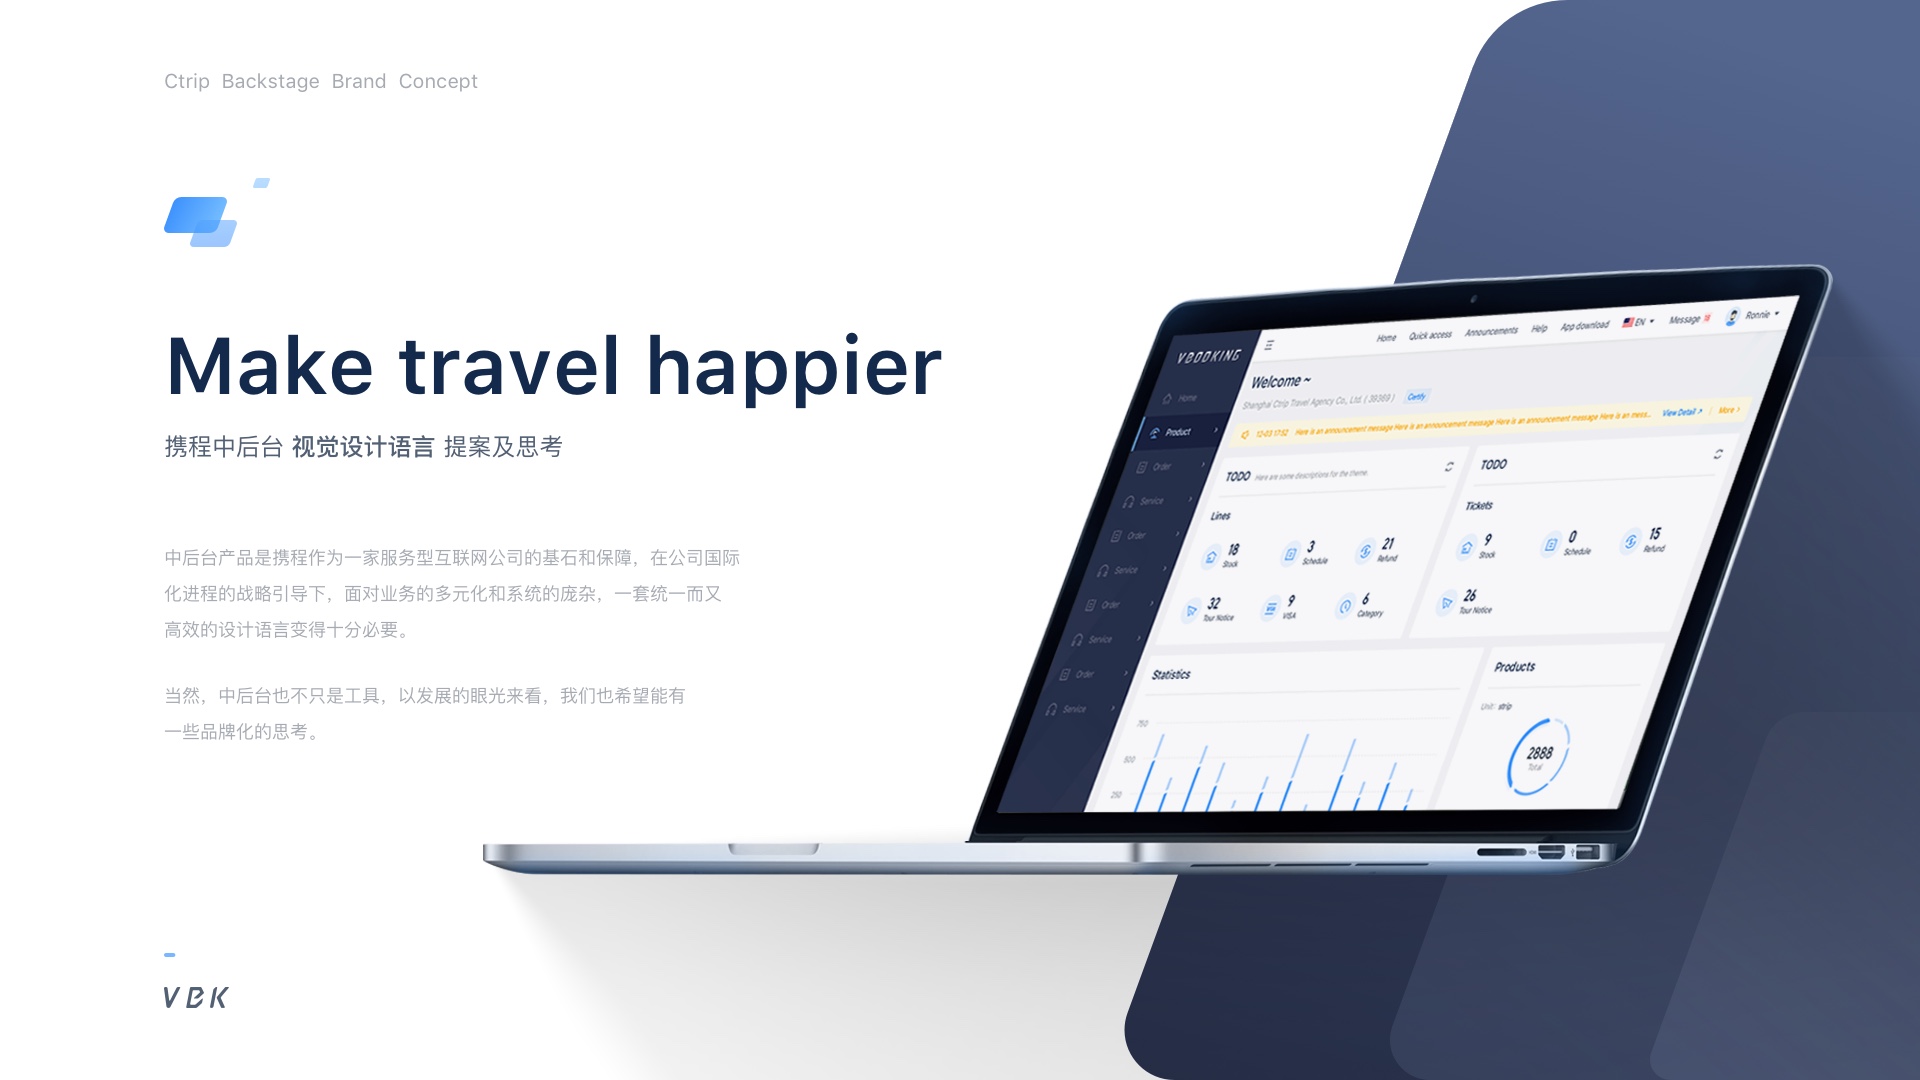 Ctrip Backstage Brand Concept
Make travel happier
携程中后台 视觉设计语言 提案及思考
中后台产品是携程作为一家服务型互联网公司的基石和保障，在公司国际
化进程的战略引导下，面对业务的多元化和系统的庞杂，一套统一而又
高效的设计语言变得十分必要。
当然，中后台也不只是工具，以发展的眼光来看，我们也希望能有
一些品牌化的思考。
VBK
VBOOKING
Home
Product
Order
Service
Order
Service
Order
Service
Order
Service
Home Quick access Announcements Help App download EN Message Ronnie
Welcome ~
Shanghai Ctrip Travel Agency Co., Ltd. ( 39369 ) Certify
12-03 17:52 Here is an announcement message Here is an announcement message Here is an announcement message Here is an mess... View Detail More
TODO Here are some descriptions for the theme.
Lines
18 Stock
3 Schedule
21 Refund
32 Tour Notice
9 VISA
6 Category
TODO
Tickets
9 Stock
0 Schedule
15 Refund
26 Tour Notice
Statistics
750
500
250
Products
Unit: strip
2888
Total